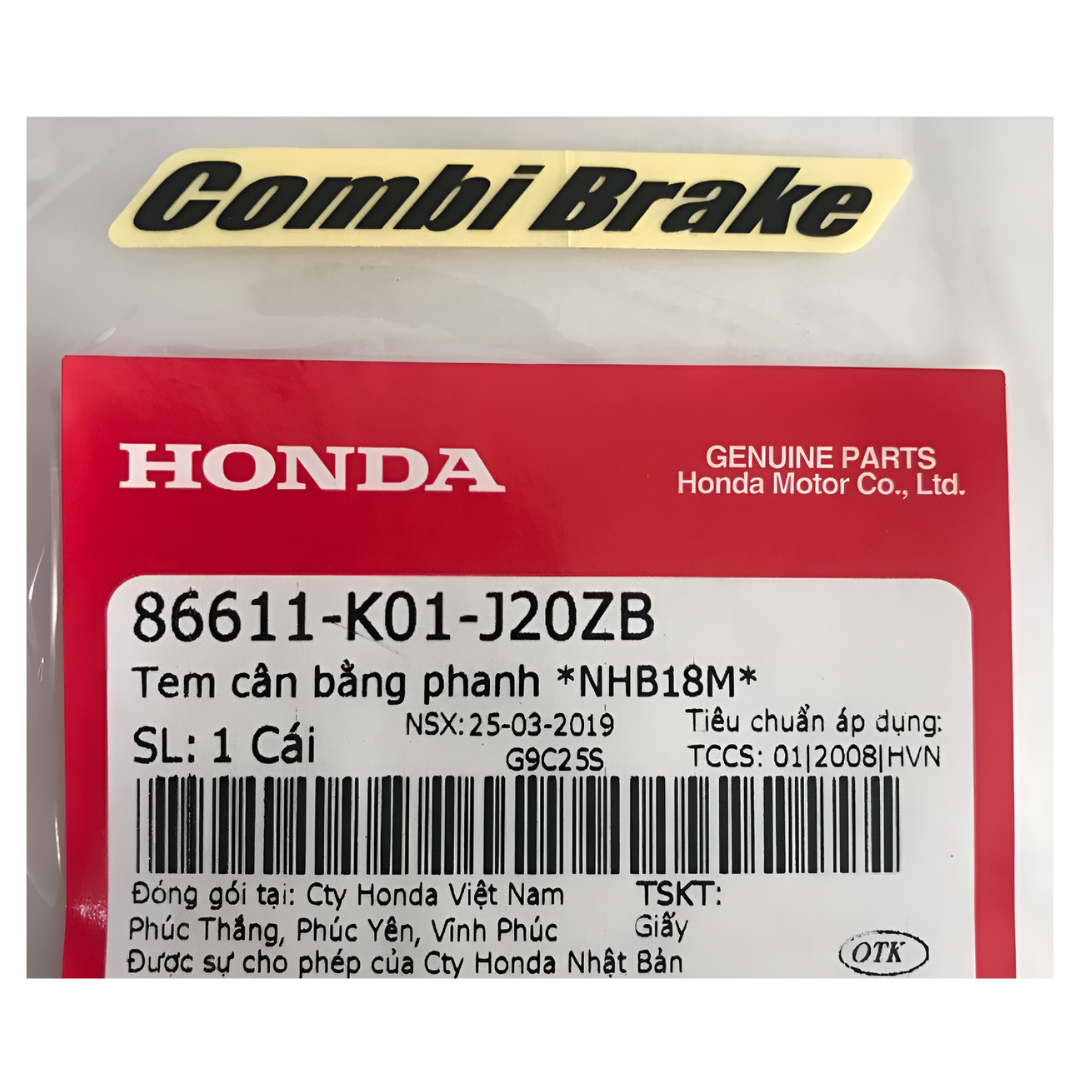 Combi Brake
HONDA
GENUINE PARTS
Honda Motor Co., Ltd.
86611-K01-J20ZB
Tem cân bằng phanh *NHB18M*
SL: 1 Cái
NSX: 25-03-2019
G9C25S
Tiêu chuẩn áp dụng:
TCCS: 01|2008|HVN
Đóng gói tại: Cty Honda Việt Nam
Phúc Thắng, Phúc Yên, Vĩnh Phúc
Được sự cho phép của Cty Honda Nhật Bản
TSKT:
Giấy
OTK